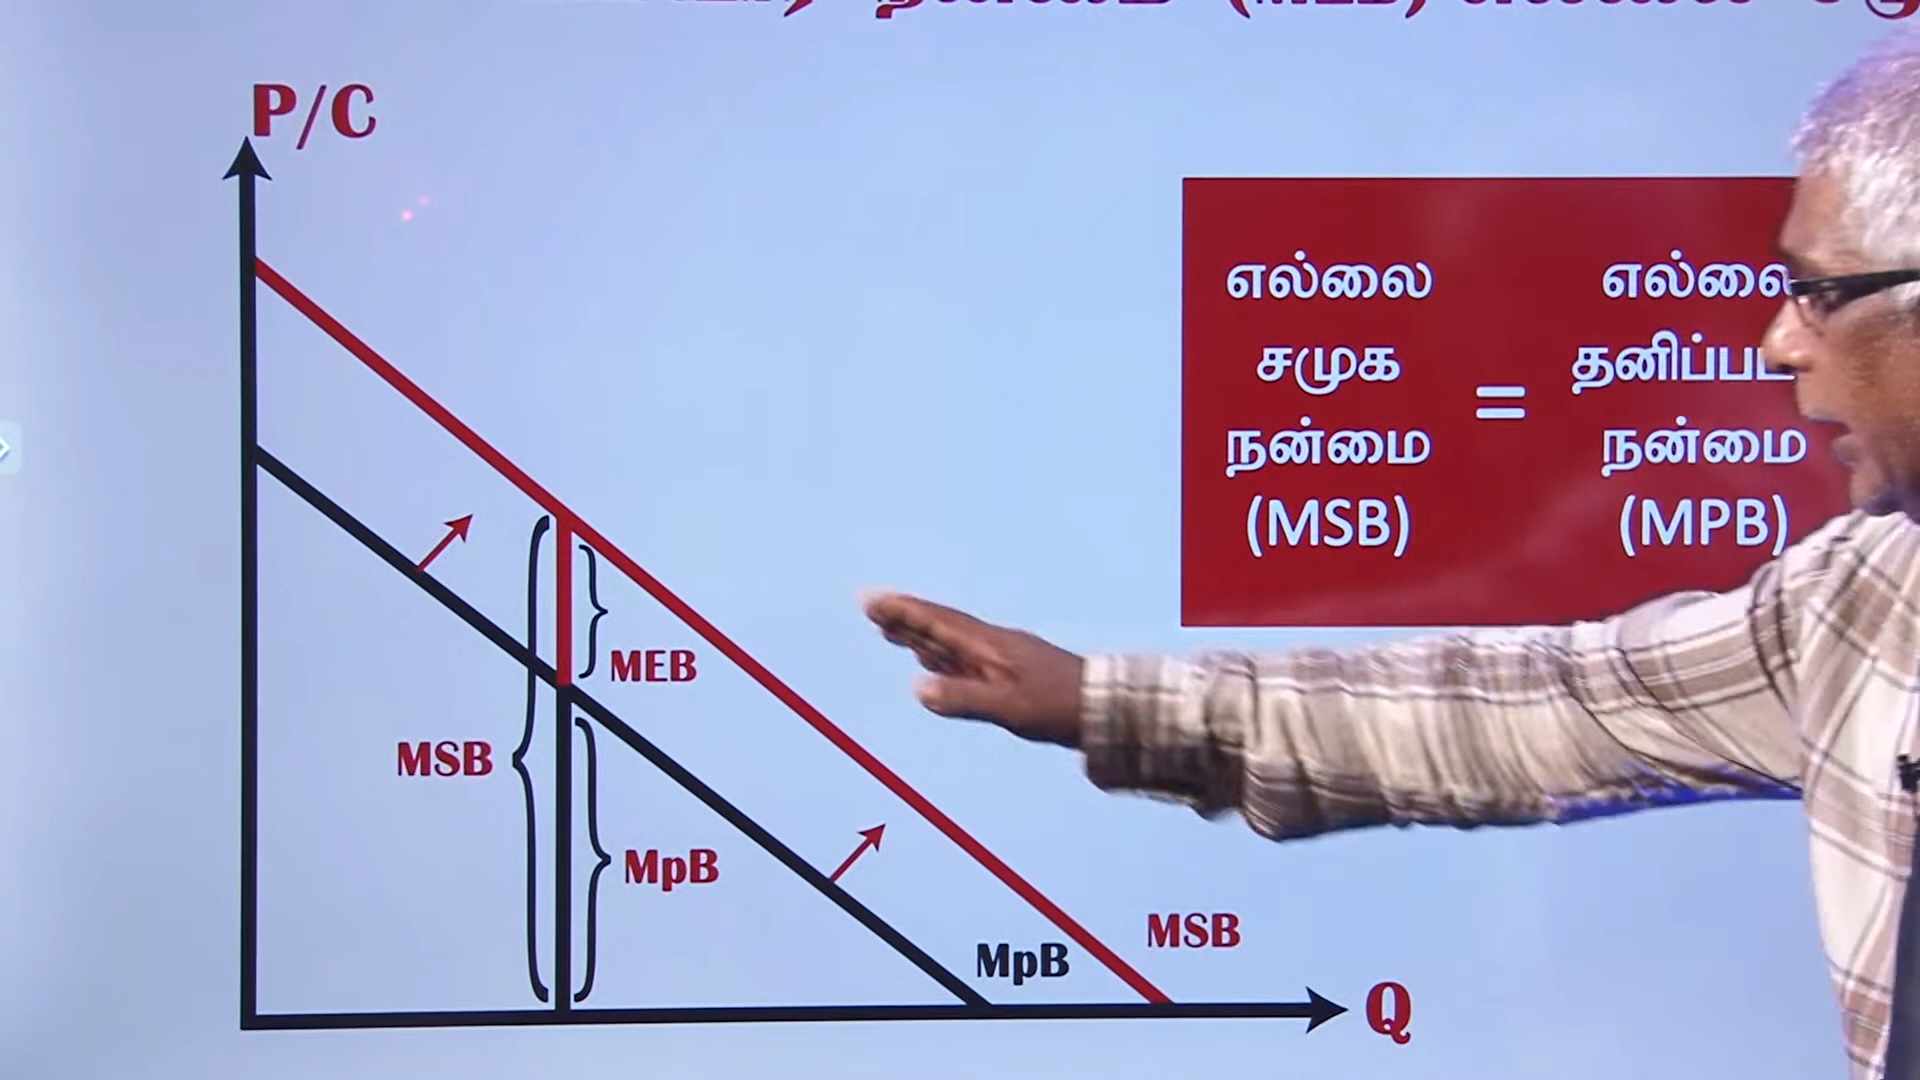 P/C
எல்லை
சமுக
நன்மை
(MSB)
=
எல்லை
நன்மை
(MPB)
MEB
MSB
MpB
MpB
MSB
Q